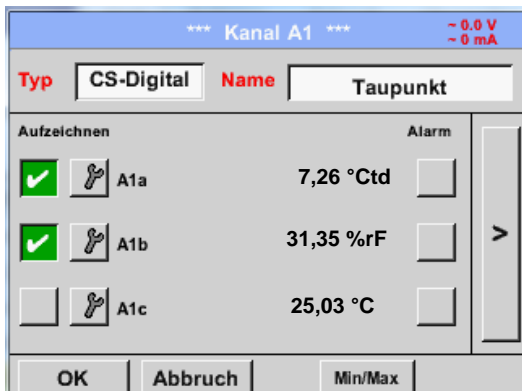 *** Kanal A1 *** ~ 0.0 V
~ 0 mA
Typ CS-Digital Name Taupunkt
Aufzeichnen Alarm
A1a 7,26 °Ctd
A1b 31,35 %rF >
A1c 25,03 °C
OK Abbruch Min/Max